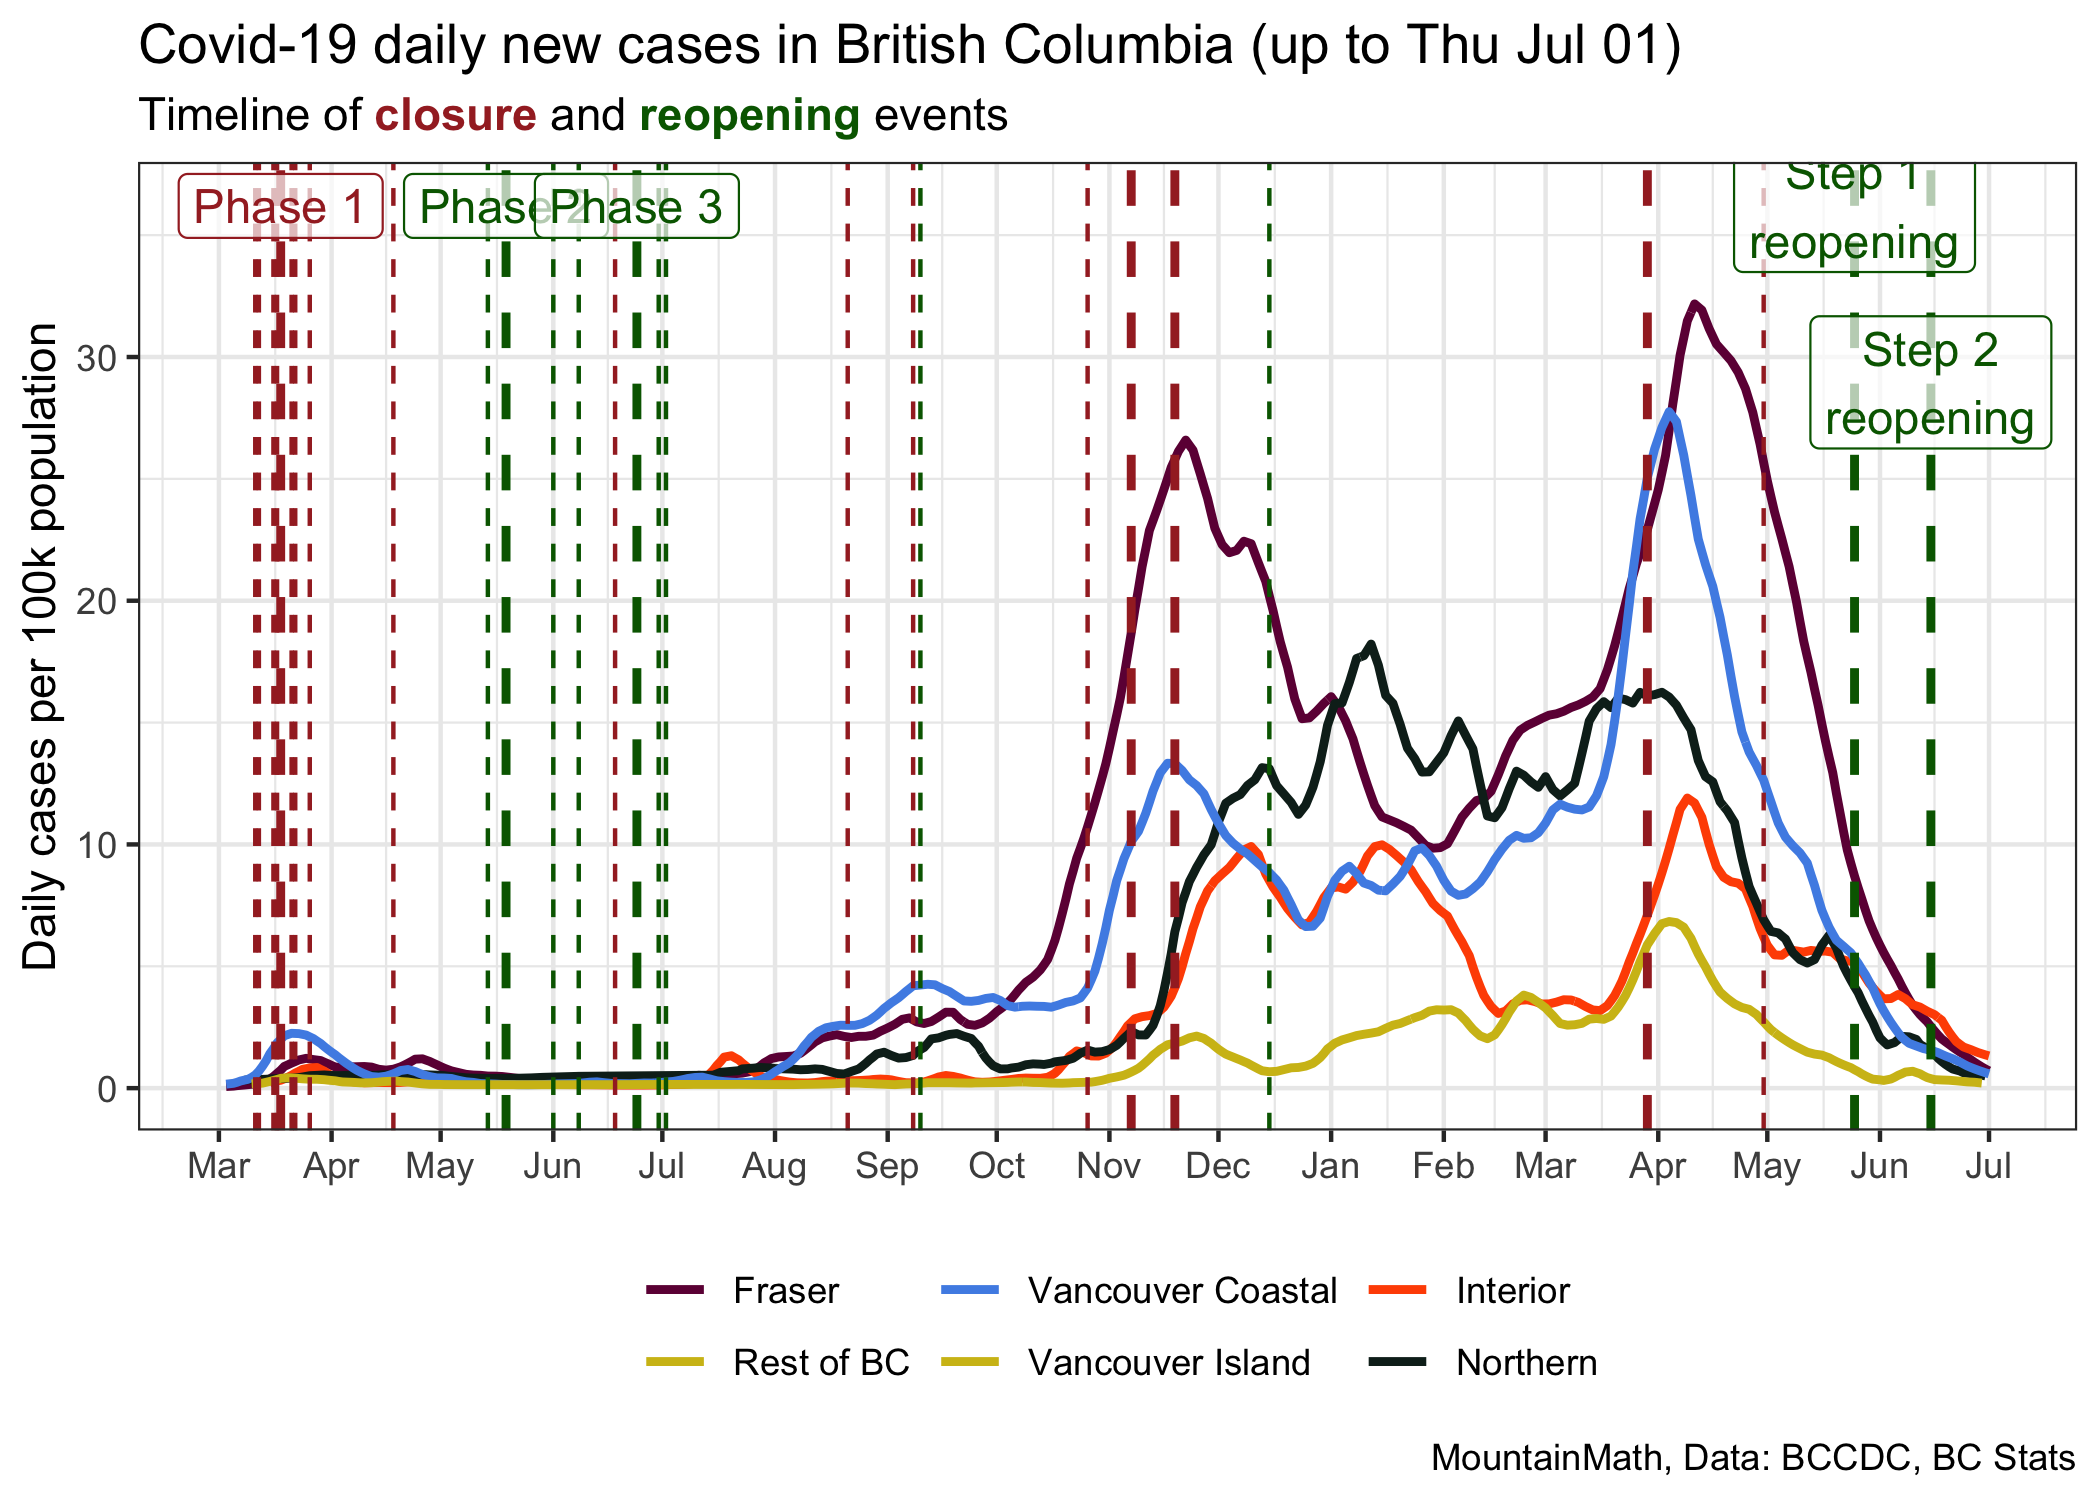 Covid-19 daily new cases in British Columbia (up to Thu Jul 01)
Timeline of closure and reopening events
Phase 1
Phase 2
Phase 3
Step 1
reopening
Step 2
reopening
Daily cases per 100k population
30
20
10
0
Mar Apr May Jun Jul Aug Sep Oct Nov Dec Jan Feb Mar Apr May Jun Jul
Fraser Vancouver Coastal Interior
Rest of BC Vancouver Island Northern
MountainMath, Data: BCCDC, BC Stats